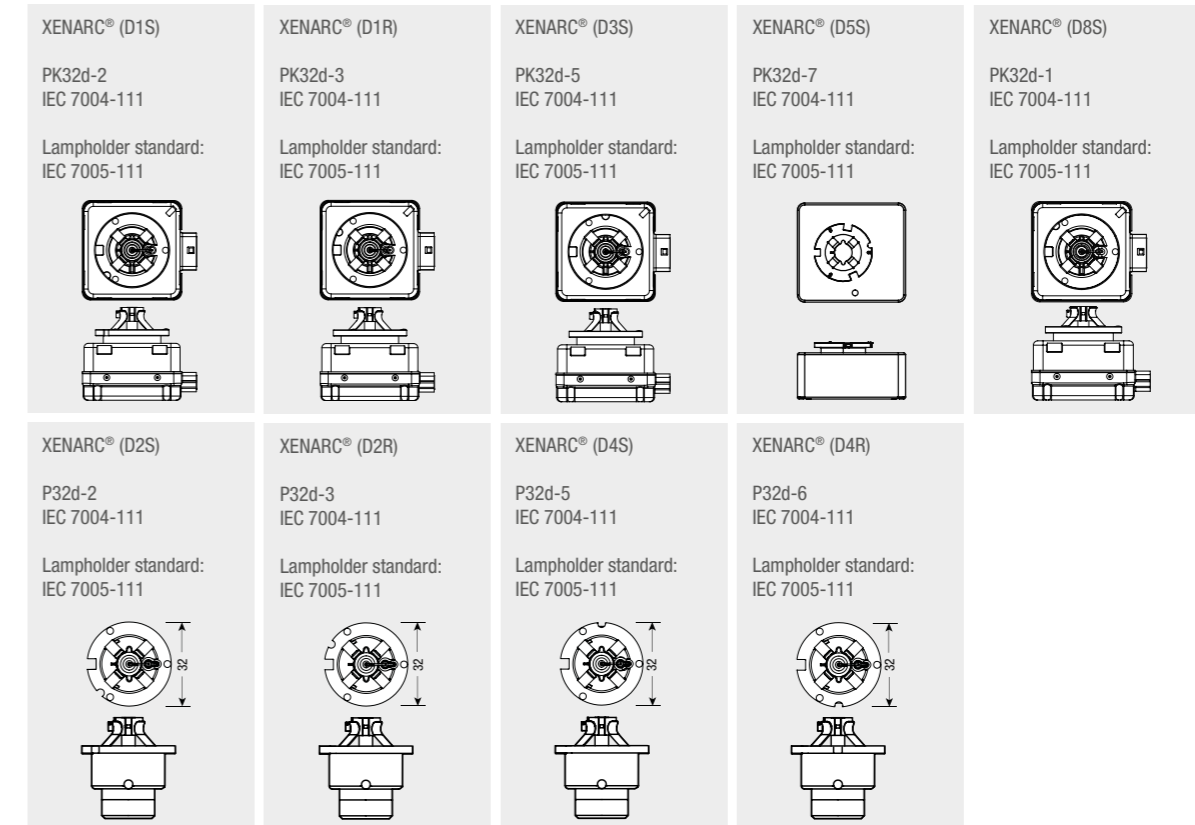 XENARC® (D1S)
PK32d-2
IEC 7004-111
Lampholder standard:
IEC 7005-111
XENARC® (D1R)
PK32d-3
IEC 7004-111
Lampholder standard:
IEC 7005-111
XENARC® (D3S)
PK32d-5
IEC 7004-111
Lampholder standard:
IEC 7005-111
XENARC® (D5S)
PK32d-7
IEC 7004-111
Lampholder standard:
IEC 7005-111
XENARC® (D8S)
PK32d-1
IEC 7004-111
Lampholder standard:
IEC 7005-111
XENARC® (D2S)
P32d-2
IEC 7004-111
Lampholder standard:
IEC 7005-111
32
XENARC® (D2R)
P32d-3
IEC 7004-111
Lampholder standard:
IEC 7005-111
32
XENARC® (D4S)
P32d-5
IEC 7004-111
Lampholder standard:
IEC 7005-111
32
XENARC® (D4R)
P32d-6
IEC 7004-111
Lampholder standard:
IEC 7005-111
32